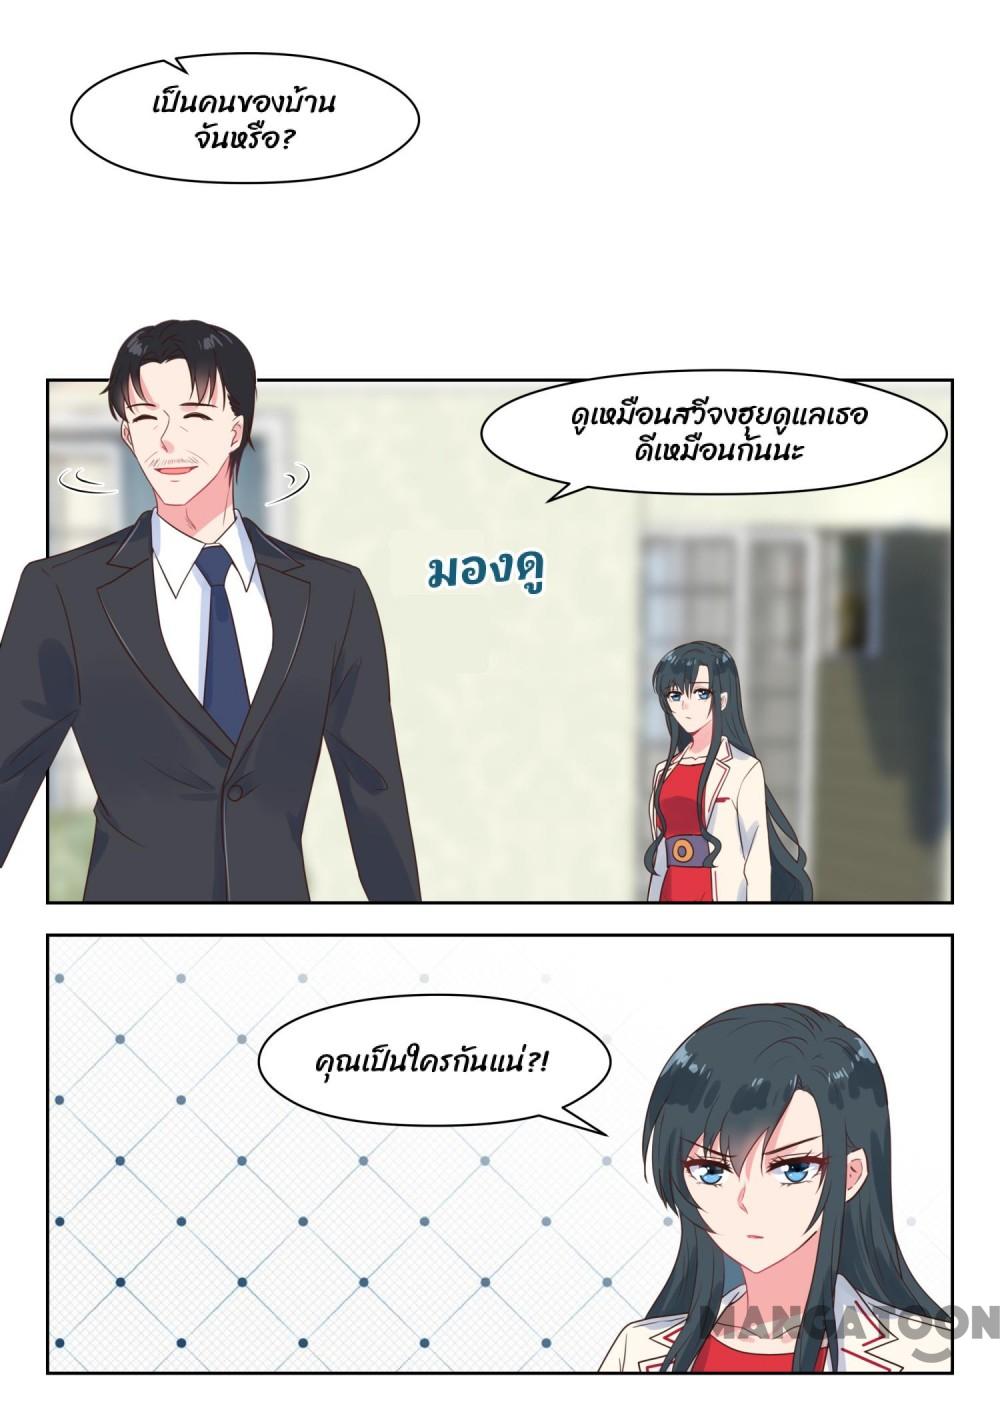 เป็นคนของบ้าน
จันหรือ?
ดูเหมือนสวีจงฮุยดูแลเธอ
ดีเหมือนกันนะ
มองดู
คุณเป็นใครกันแน่?!
MANGATOON